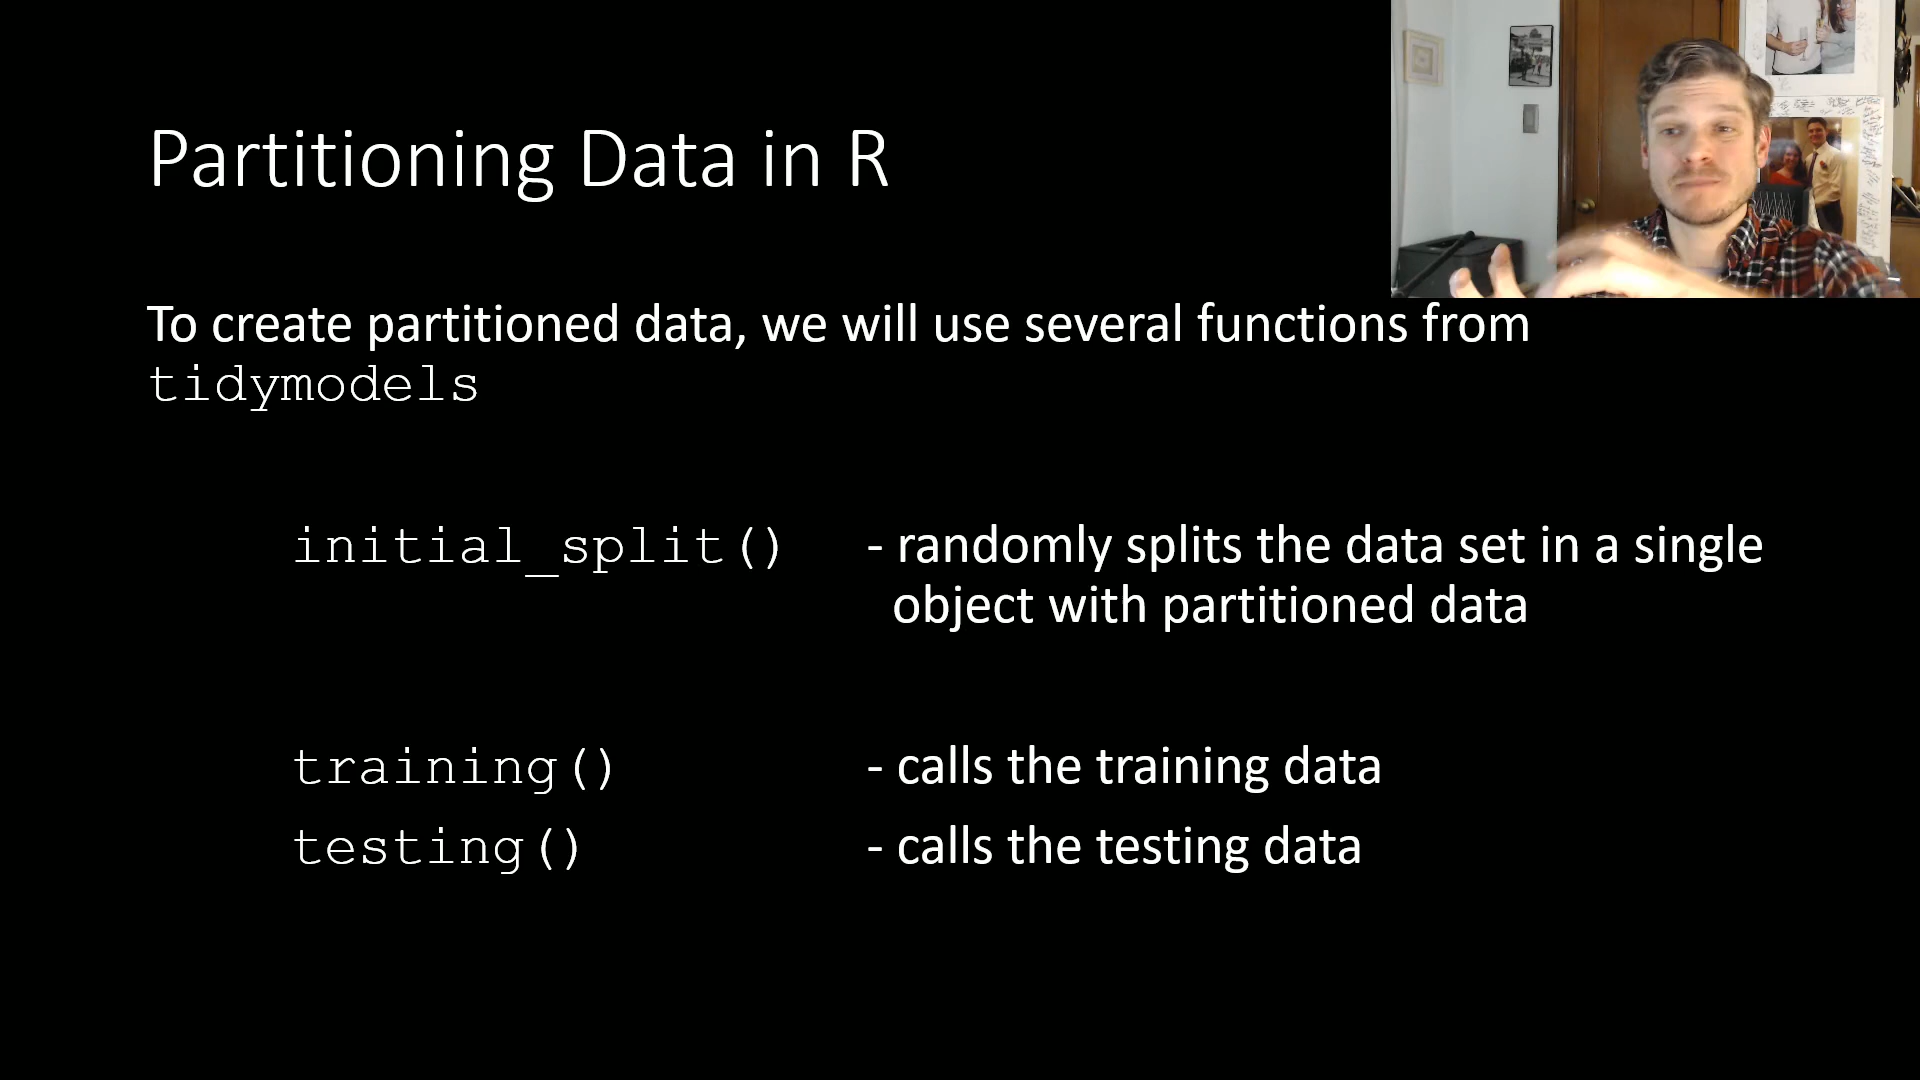 Partitioning Data in R
To create partitioned data, we will use several functions from
tidymodels
initial_split() - randomly splits the data set in a single
object with partitioned data
training() - calls the training data
testing() - calls the testing data